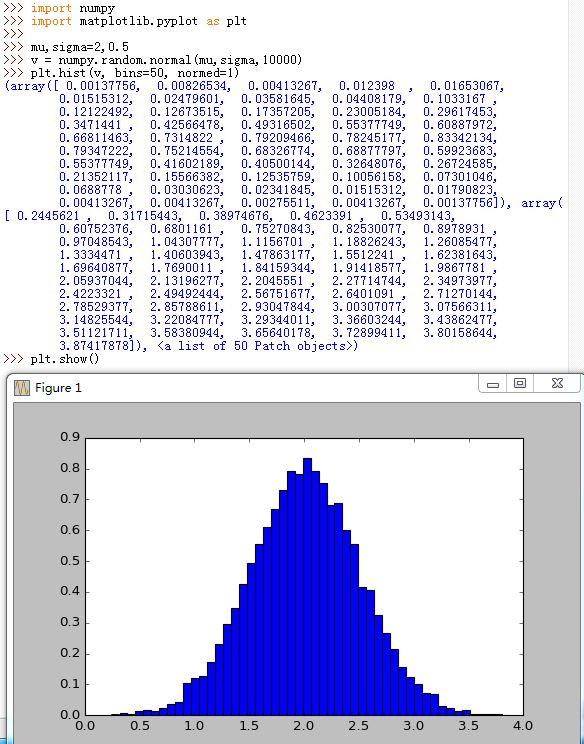 >>> import numpy
>>> import matplotlib.pyplot as plt
>>>
>>> mu,sigma=2,0.5
>>> v = numpy.random.normal(mu,sigma,10000)
>>> plt.hist(v, bins=50, normed=1)
(array([ 0.00137756, 0.00826534, 0.00413267, 0.012398 , 0.01653067,
0.01515312, 0.02479601, 0.03581645, 0.04408179, 0.1033167 ,
0.12122492, 0.12673515, 0.17357205, 0.23005184, 0.29617453,
0.3471441 , 0.42566478, 0.49316502, 0.55377749, 0.60887972,
0.66811463, 0.7314822 , 0.79209466, 0.78245177, 0.83342134,
0.79347222, 0.75214554, 0.68326774, 0.68877797, 0.59923683,
0.55377749, 0.41602189, 0.40500144, 0.32648076, 0.26724585,
0.21352117, 0.15566382, 0.12535759, 0.10056158, 0.07301046,
0.0688778 , 0.03030623, 0.02341845, 0.01515312, 0.01790823,
0.00413267, 0.00413267, 0.00275511, 0.00413267, 0.00137756]), array(
[ 0.2445621 , 0.31715443, 0.38974676, 0.4623391 , 0.53493143,
0.60752376, 0.6801161 , 0.75270843, 0.82530077, 0.8978931 ,
0.97048543, 1.04307777, 1.1156701 , 1.18826243, 1.26085477,
1.3334471 , 1.40603943, 1.47863177, 1.5512241 , 1.62381643,
1.69640877, 1.7690011 , 1.84159344, 1.91418577, 1.9867781 ,
2.05937044, 2.13196277, 2.2045551 , 2.27714744, 2.34973977,
2.4223321 , 2.49492444, 2.56751677, 2.6401091 , 2.71270144,
2.78529377, 2.85788611, 2.93047844, 3.00307077, 3.07566311,
3.14825544, 3.22084777, 3.29344011, 3.36603244, 3.43862477,
3.51121711, 3.58380944, 3.65640178, 3.72899411, 3.80158644,
3.87417878]), <a list of 50 Patch objects>)
>>> plt.show()
Figure 1
0.9
0.8
0.7
0.6
0.5
0.4
0.3
0.2
0.1
0.0
0.0 0.5 1.0 1.5 2.0 2.5 3.0 3.5 4.0